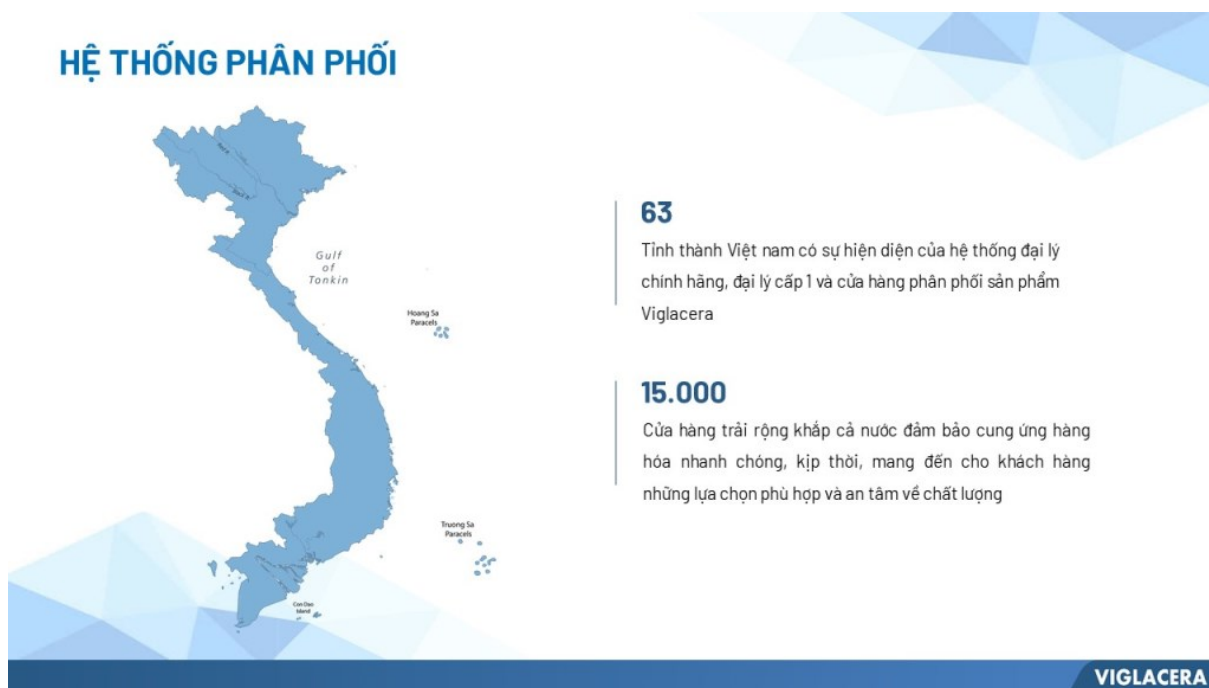 HỆ THỐNG PHÂN PHỐI
Gulf
of
Tonkin
Hoang Sa
Paracels
Truong Sa
Paracels
Con Dao
Island
63
Tỉnh thành Việt nam có sự hiện diện của hệ thống đại lý
chính hãng, đại lý cấp 1 và cửa hàng phân phối sản phẩm
Viglacera
15.000
Cửa hàng trải rộng khắp cả nước đảm bảo cung ứng hàng
hóa nhanh chóng, kịp thời, mang đến cho khách hàng
những lựa chọn phù hợp và an tâm về chất lượng
VIGLACERA